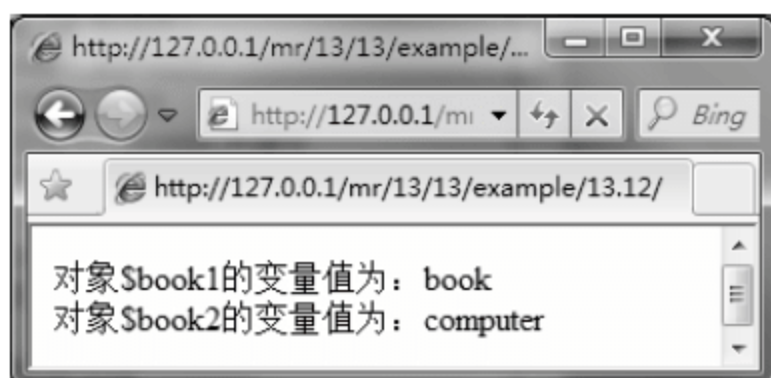 http://127.0.0.1/mr/13/13/example/...
http://127.0.0.1/m
Bing
http://127.0.0.1/mr/13/13/example/13.12/
对象$book1的变量值为：book
对象$book2的变量值为：computer